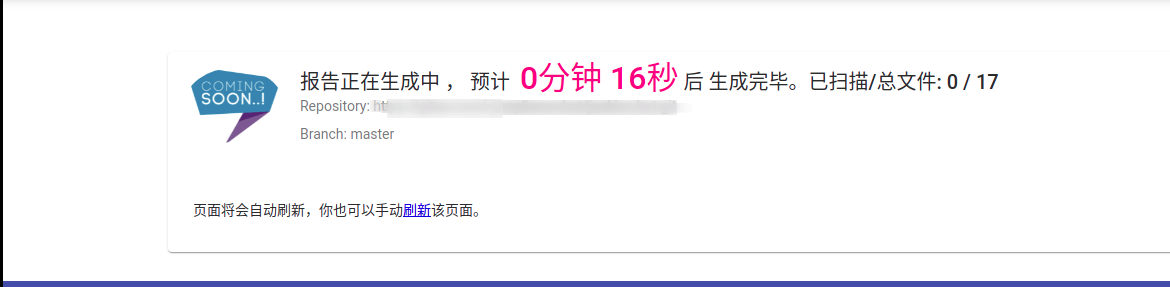 COMING
SOON..!
报告正在生成中 ， 预计 0分钟 16秒 后 生成完毕。已扫描/总文件: 0 / 17
Repository:
Branch: master
页面将会自动刷新，你也可以手动刷新该页面。